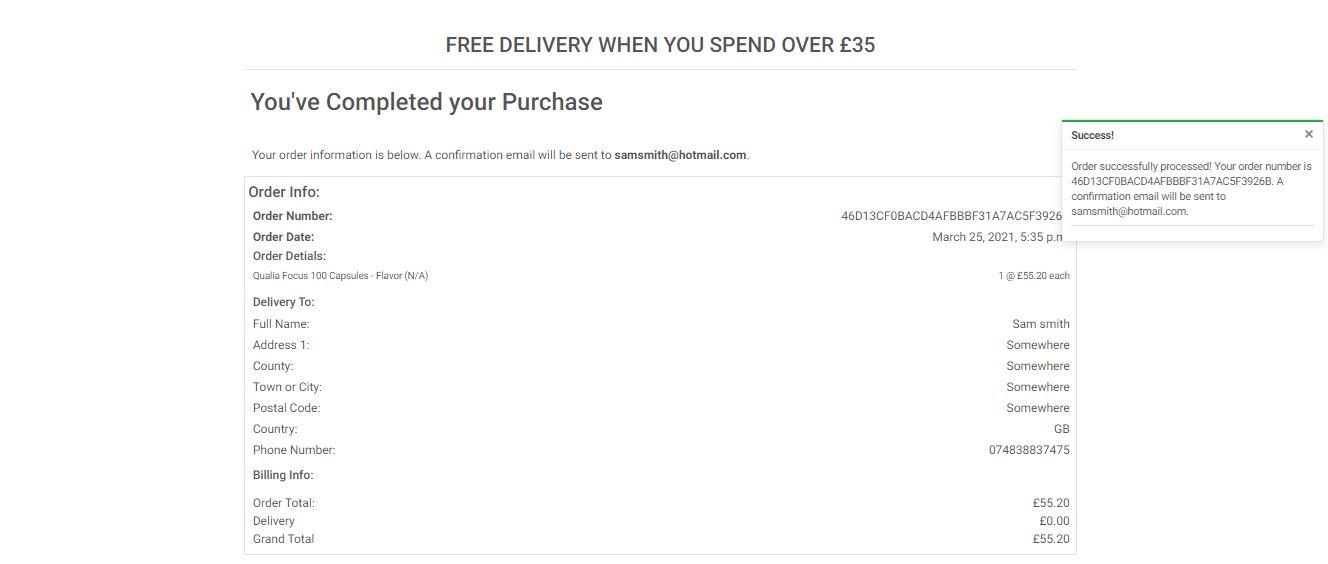 FREE DELIVERY WHEN YOU SPEND OVER £35
You've Completed your Purchase
Your order information is below. A confirmation email will be sent to samsmith@hotmail.com.
Order Info:
Order Number: 46D13CF0BACD4AFBBBF31A7AC5F3926
Order Date: March 25, 2021, 5:35 p.m
Order Detials:
Qualia Focus 100 Capsules - Flavor (N/A) 1 @ £55.20 each
Delivery To:
Full Name: Sam smith
Address 1: Somewhere
County: Somewhere
Town or City: Somewhere
Postal Code: Somewhere
Country: GB
Phone Number: 074838837475
Billing Info:
Order Total: £55.20
Delivery £0.00
Grand Total £55.20
Success! ×
Order successfully processed! Your order number is
46D13CF0BACD4AFBBBF31A7AC5F3926B. A
confirmation email will be sent to
samsmith@hotmail.com.